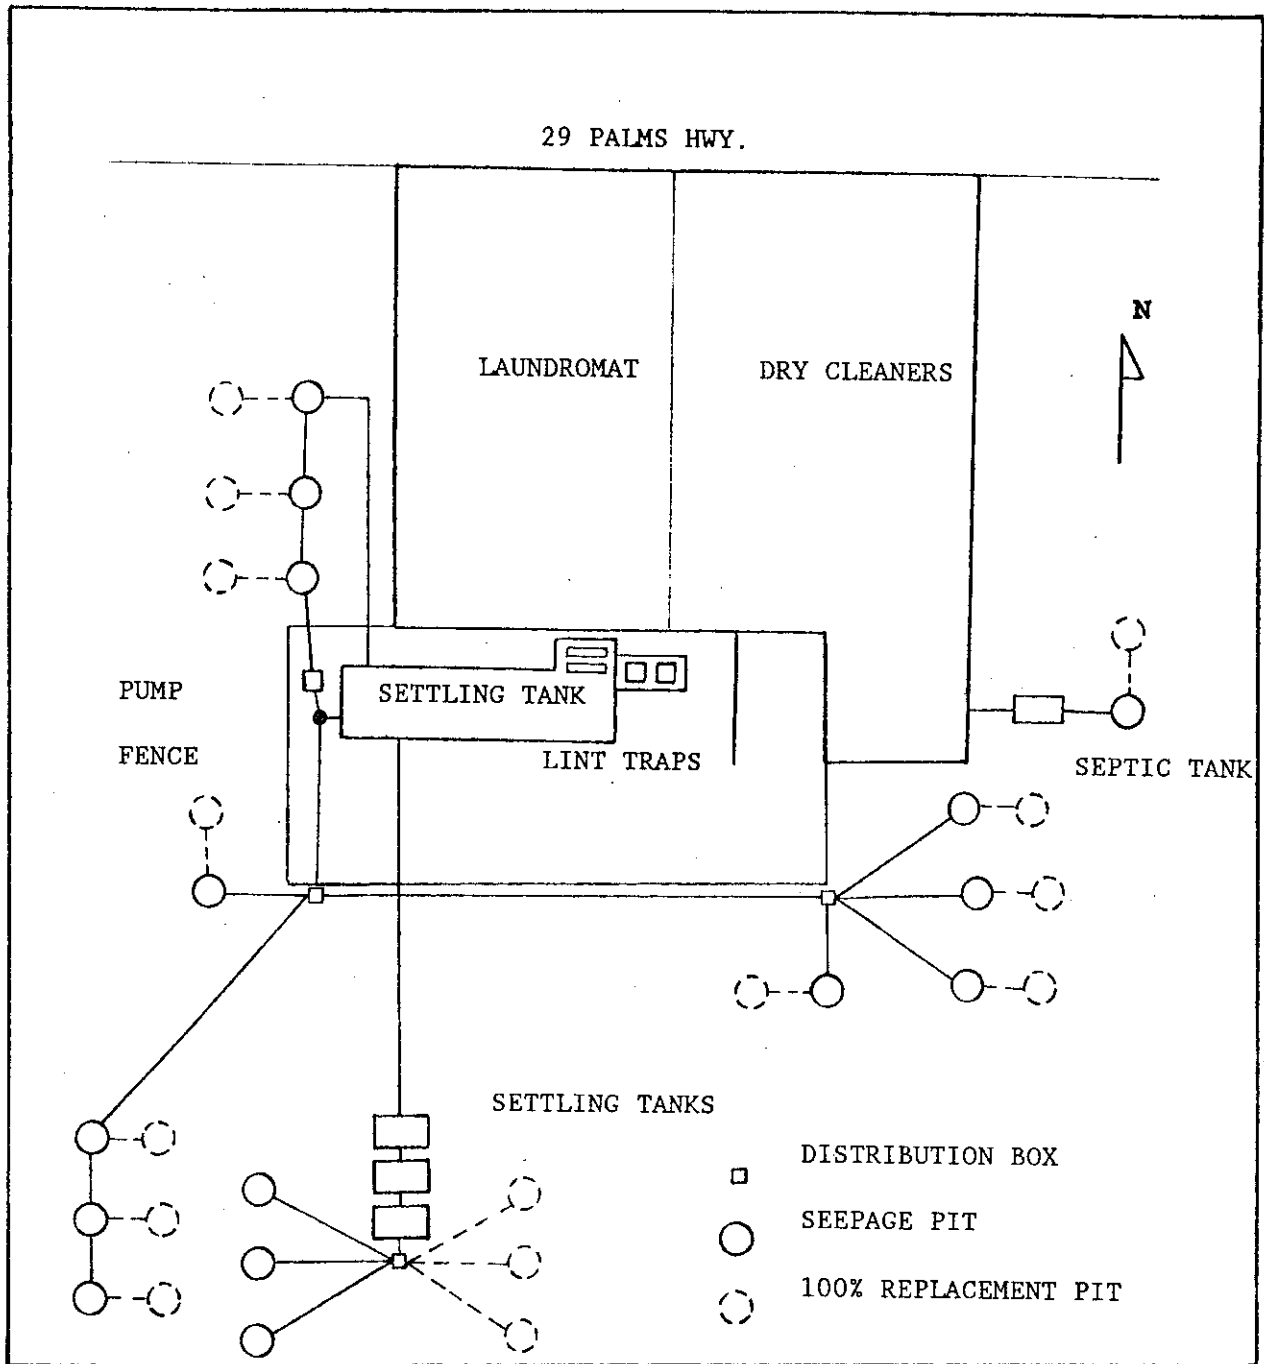 29 PALMS HWY.
N
LAUNDROMAT
DRY CLEANERS
PUMP
SETTLING TANK
FENCE
LINT TRAPS
SEPTIC TANK
SETTLING TANKS
DISTRIBUTION BOX
SEEPAGE PIT
100% REPLACEMENT PIT